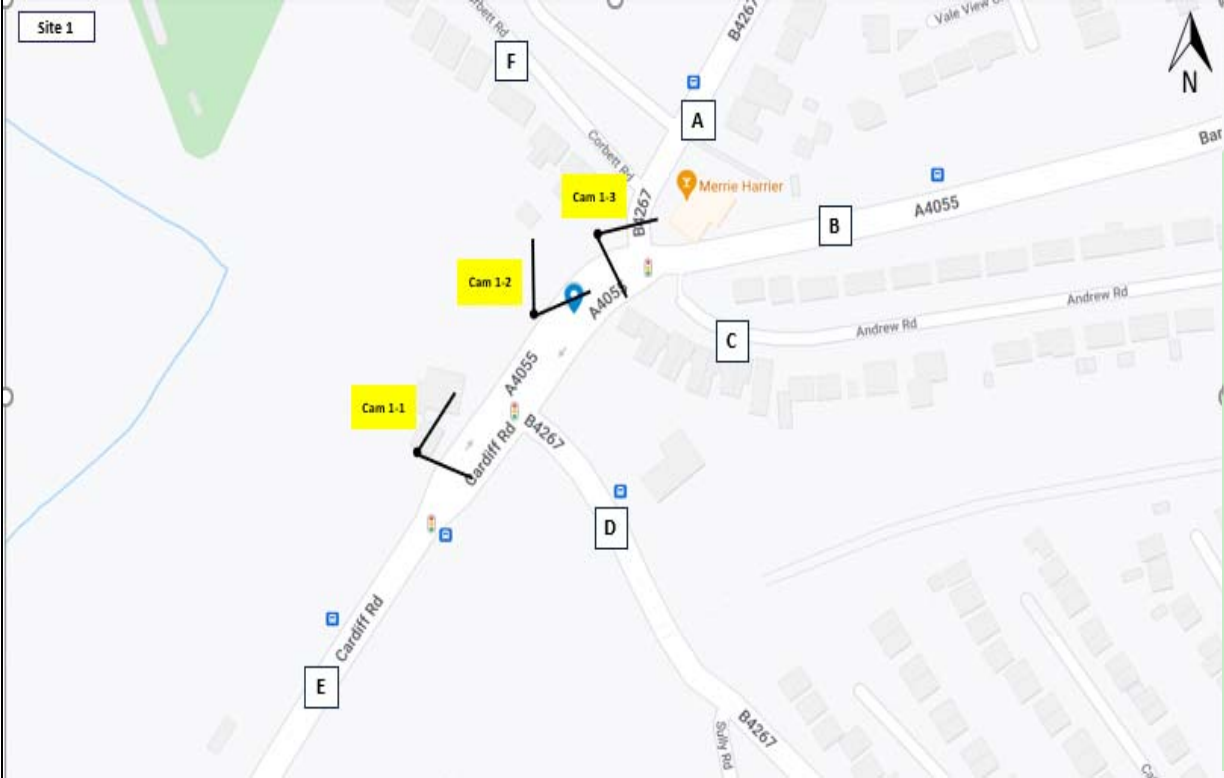 Site 1
Corbett Rd
B4267
Vale View
N
F
A
Corbett Rd
Bar
Cam 1-3
Merrie Harrier
B4267
A4055
B
Cam 1-2
A4055
Andrew Rd
Andrew Rd
C
A4055
Cam 1-1
B4267
Cardiff Rd
D
Cardiff Rd
E
B4267
Sully Rd